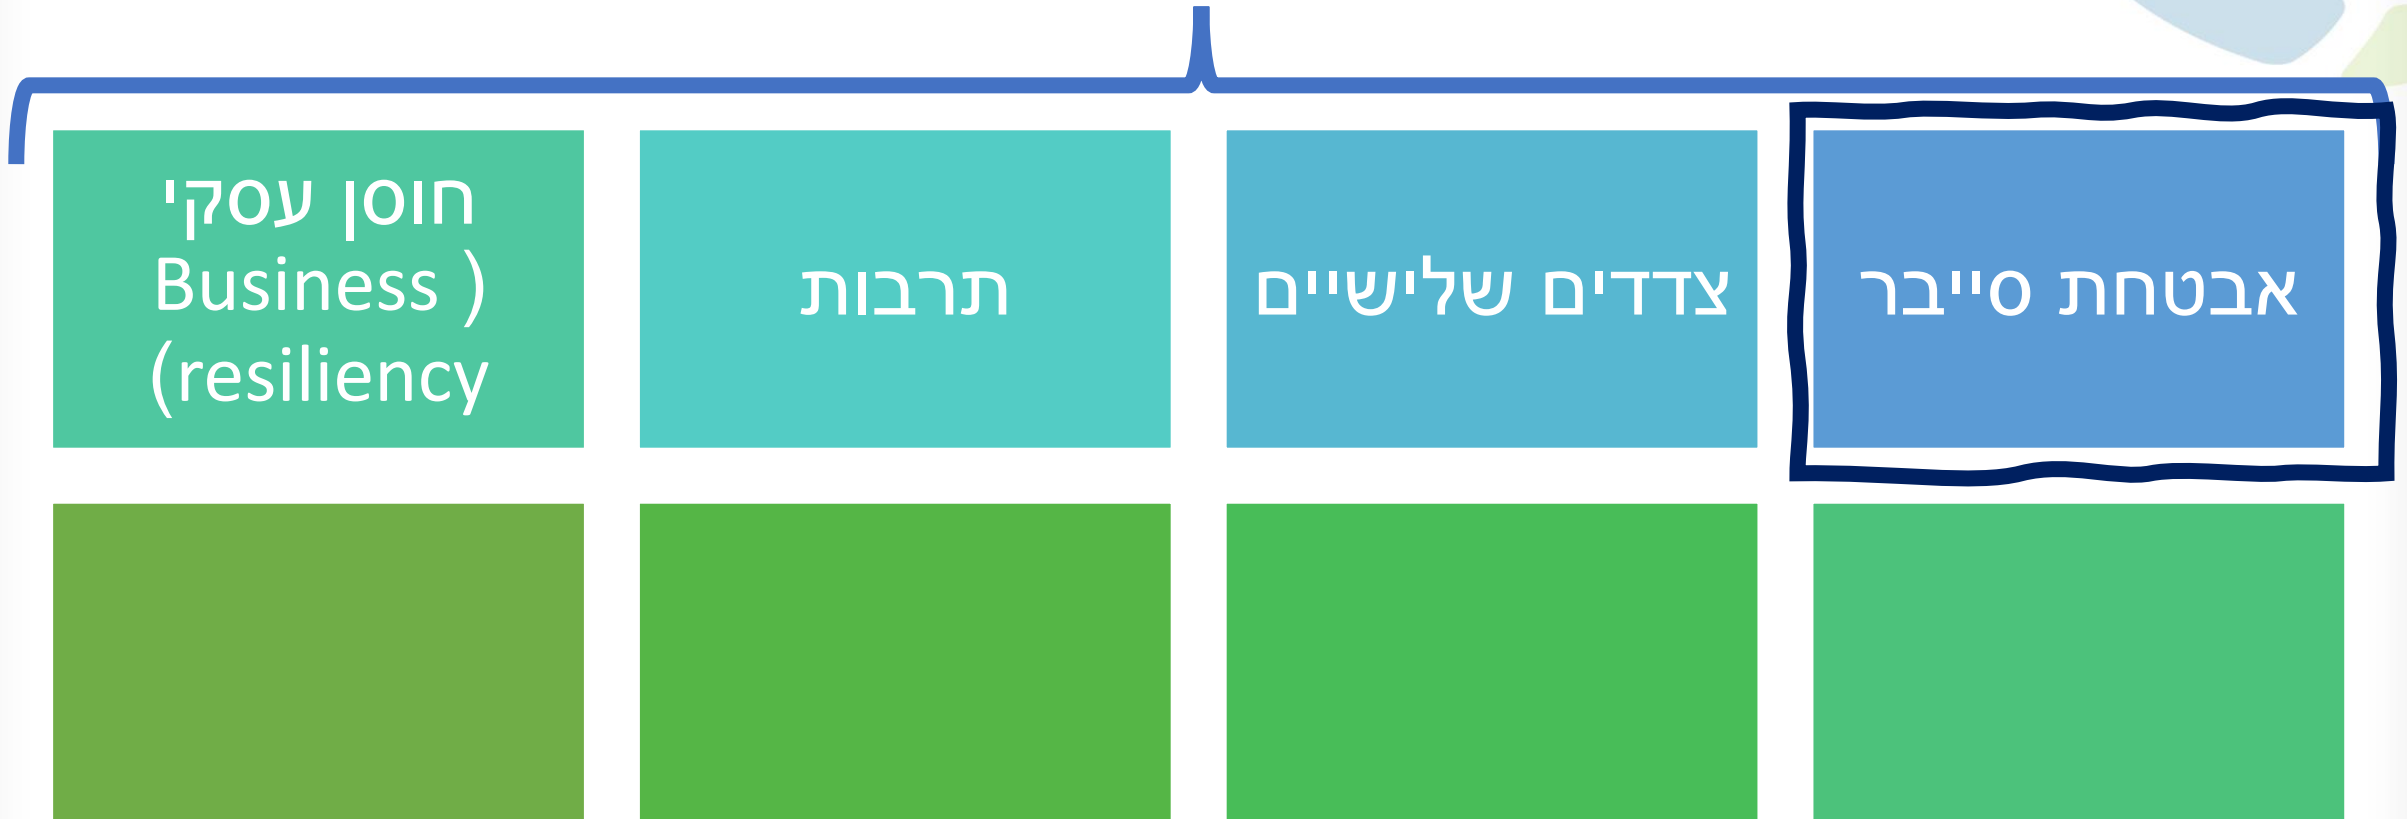 אבטחת סייבר
צדדים שלישיים
תרבות
חוסן עסקי
( Business
resiliency)